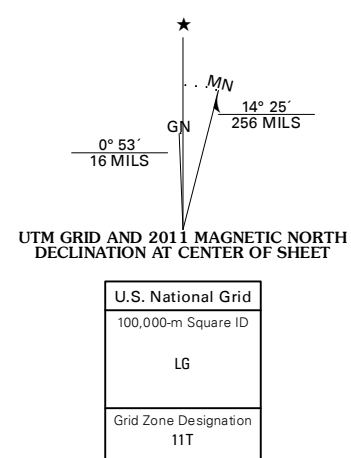 ★
MN
GN
14° 25´
256 MILS
0° 53´
16 MILS
UTM GRID AND 2011 MAGNETIC NORTH
DECLINATION AT CENTER OF SHEET
U.S. National Grid
100,000-m Square ID
LG
Grid Zone Designation
11T